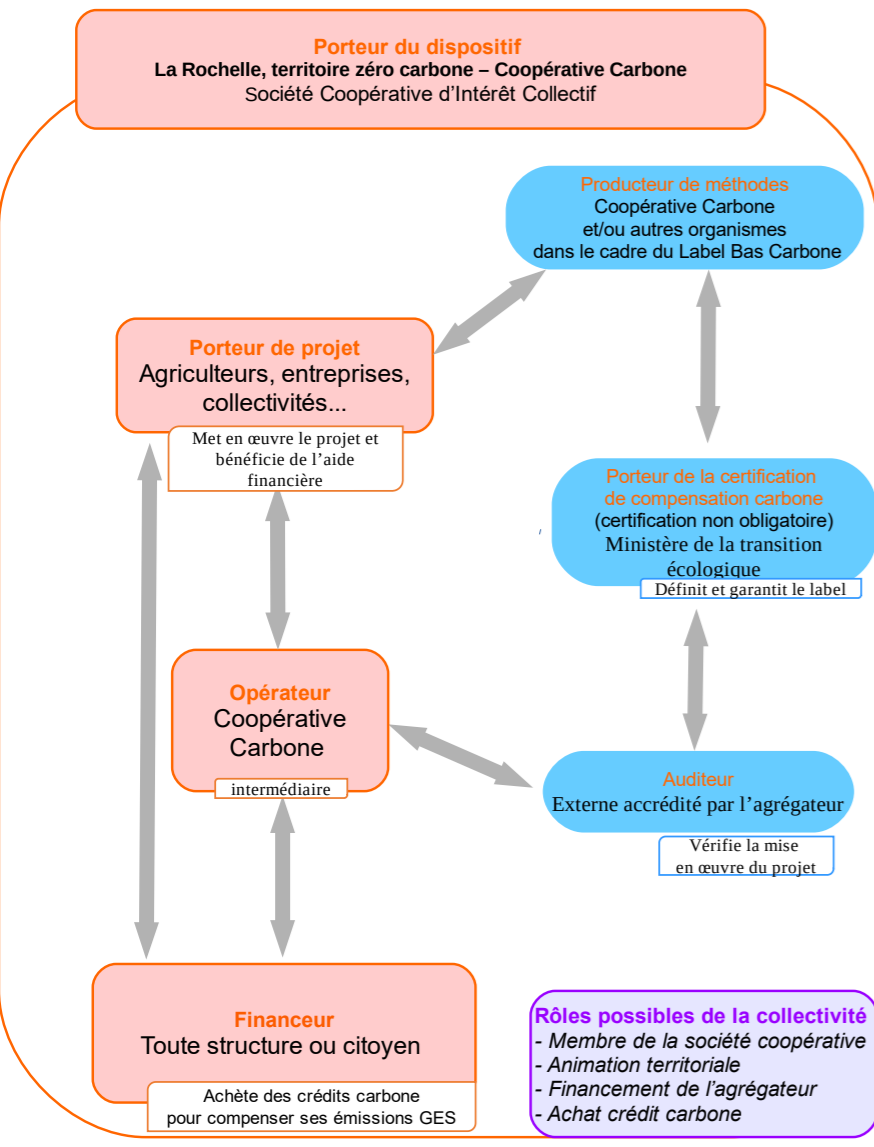 Porteur du dispositif
La Rochelle, territoire zéro carbone – Coopérative Carbone
Société Coopérative d'Intérêt Collectif
Producteur de méthodes
Coopérative Carbone
et/ou autres organismes
dans le cadre du Label Bas Carbone
Porteur de projet
Agriculteurs, entreprises,
collectivités...
Met en œuvre le projet et
bénéficie de l'aide
financière
Porteur de la certification
de compensation carbone
(certification non obligatoire)
Ministère de la transition
écologique
Définit et garantit le label
Opérateur
Coopérative
Carbone
intermédiaire
Auditeur
Externe accrédité par l'agrégateur
Vérifie la mise
en œuvre du projet
Financeur
Toute structure ou citoyen
Achète des crédits carbone
pour compenser ses émissions GES
Rôles possibles de la collectivité
- Membre de la société coopérative
- Animation territoriale
- Financement de l'agrégateur
- Achat crédit carbone